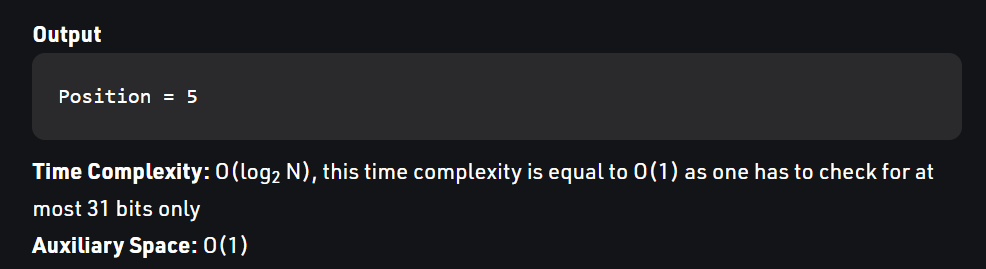 Output
Position = 5
Time Complexity: O(log₂ N), this time complexity is equal to O(1) as one has to check for at
most 31 bits only
Auxiliary Space: O(1)